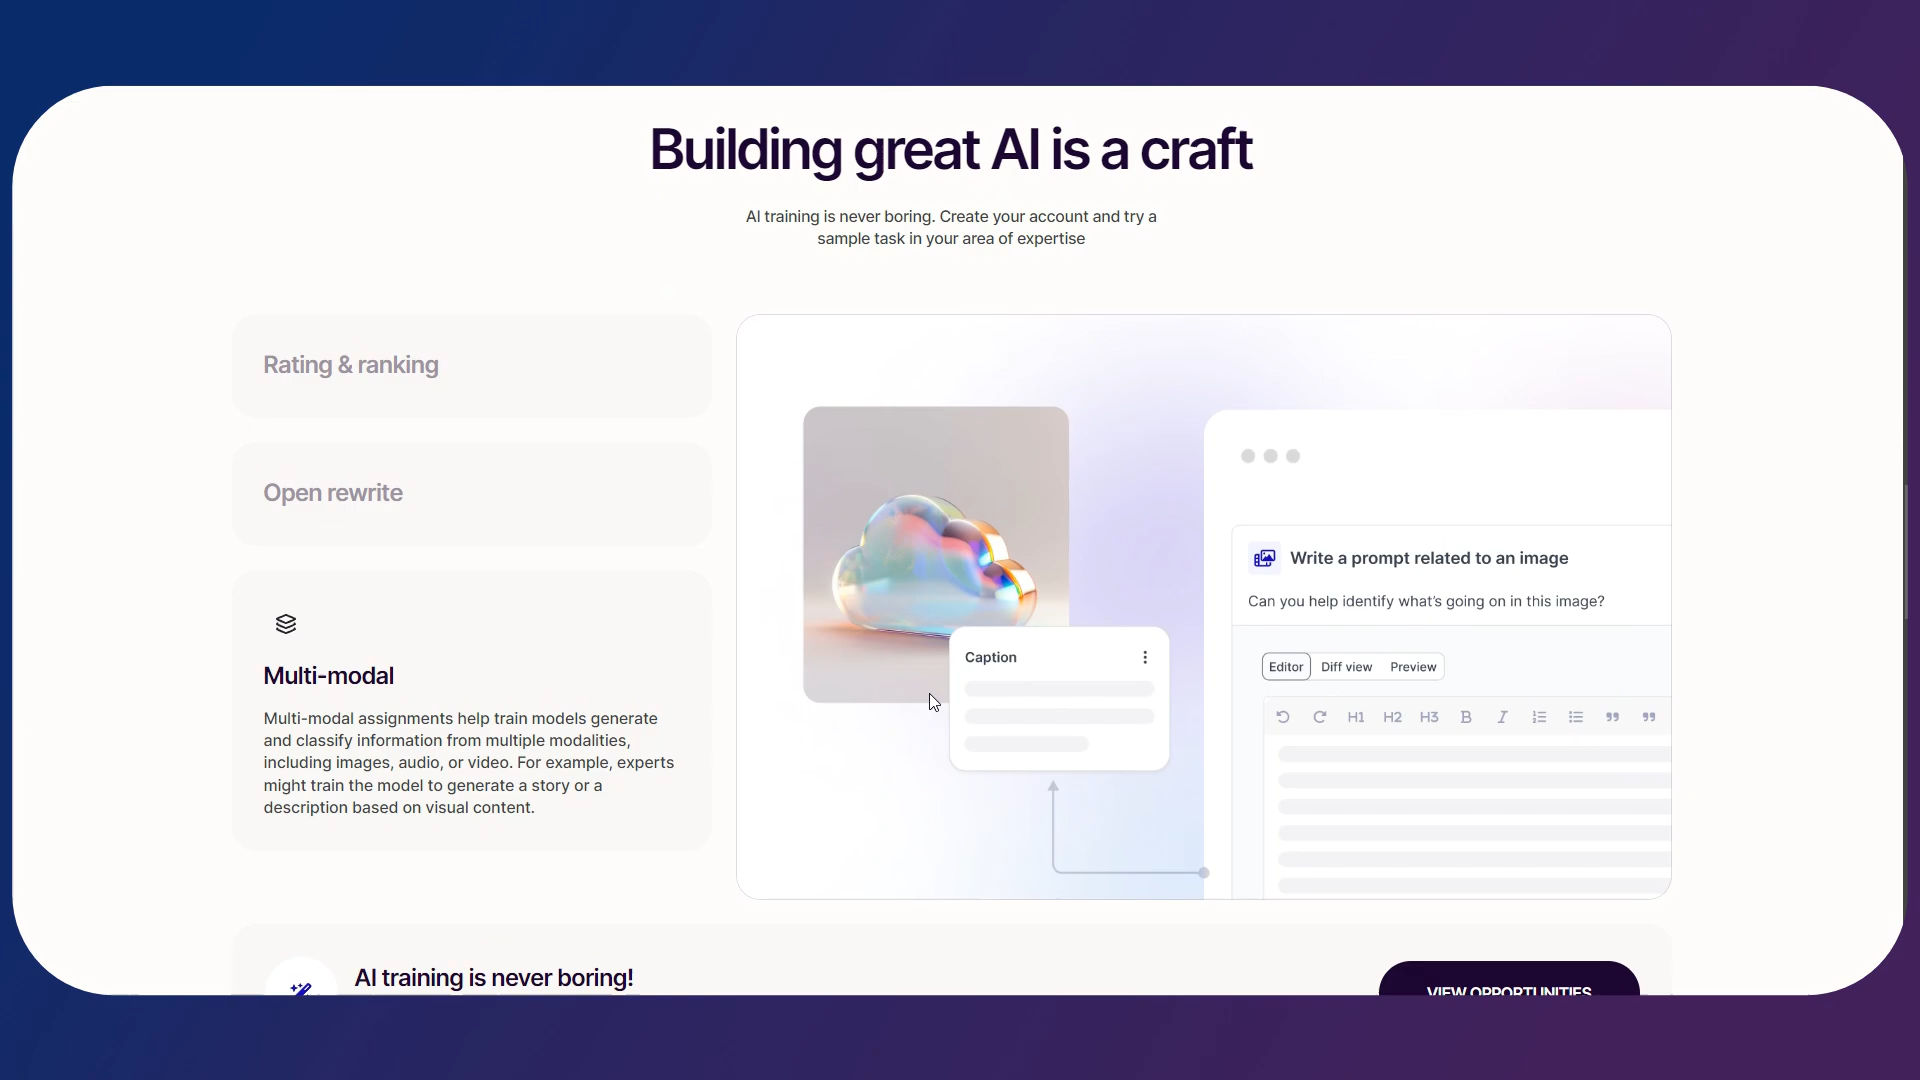 Building great AI is a craft
AI training is never boring. Create your account and try a
sample task in your area of expertise
Rating & ranking
Open rewrite
Multi-modal
Multi-modal assignments help train models generate
and classify information from multiple modalities,
including images, audio, or video. For example, experts
might train the model to generate a story or a
description based on visual content.
Caption
Write a prompt related to an image
Can you help identify what's going on in this image?
Editor Diff view Preview
H1 H2 H3 B I
AI training is never boring!
VIEW OPPORTUNITIES